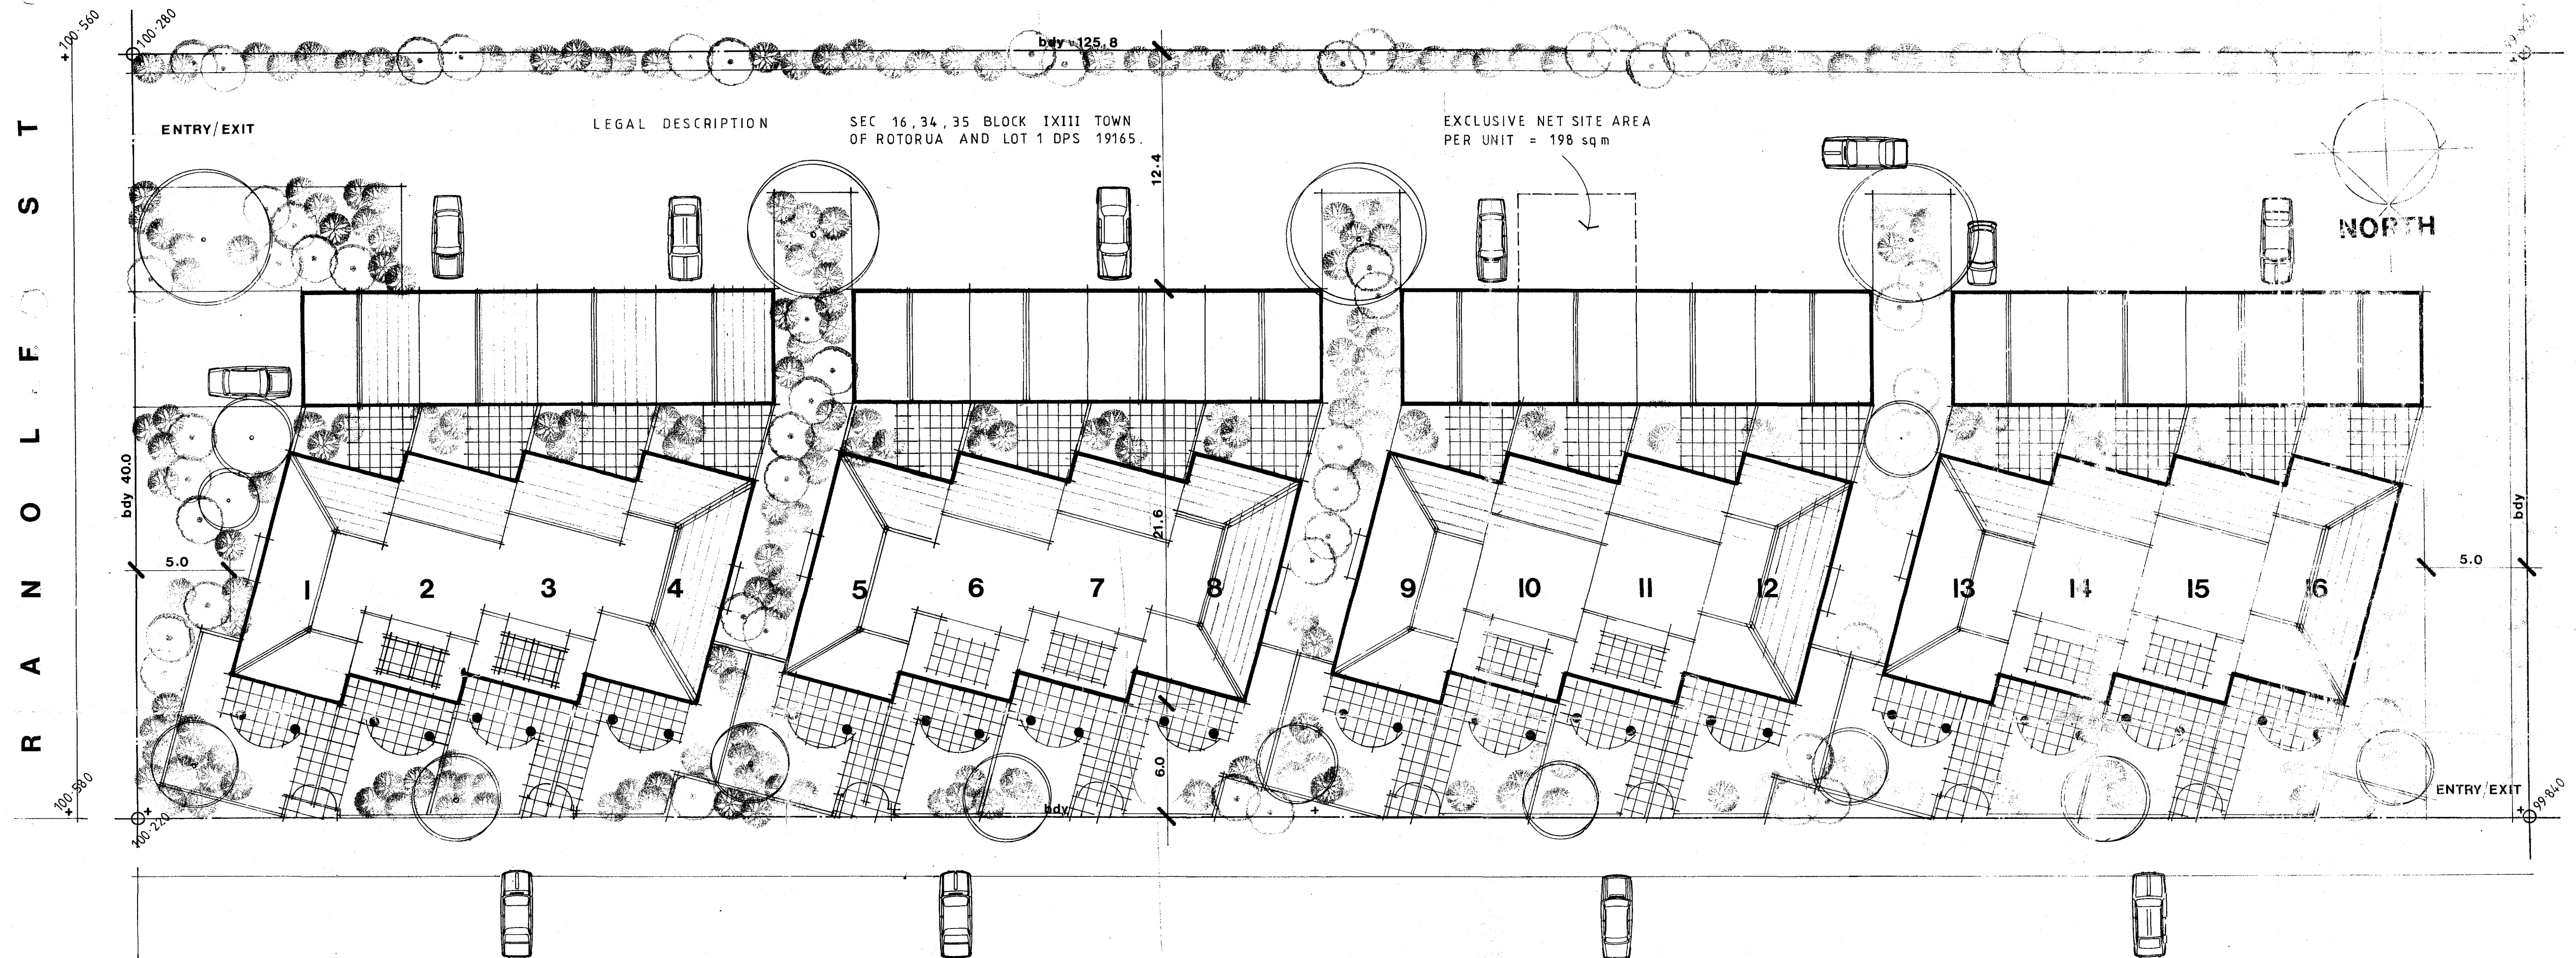 100·560
100·280
bdy 125.8
ENTRY/EXIT
LEGAL DESCRIPTION
SEC 16,34,35 BLOCK IXIII TOWN
OF ROTORUA AND LOT 1 DPS 19165.
EXCLUSIVE NET SITE AREA
PER UNIT = 198 sqm
12.4
NORTH
RANOLF ST
bdy 40.0
21.6
bdy
5.0
5.0
1 2 3 4 5 6 7 8 9 10 11 12 13 14 15 16
6.0
bdy
ENTRY/EXIT
100·580
100·220
99·840